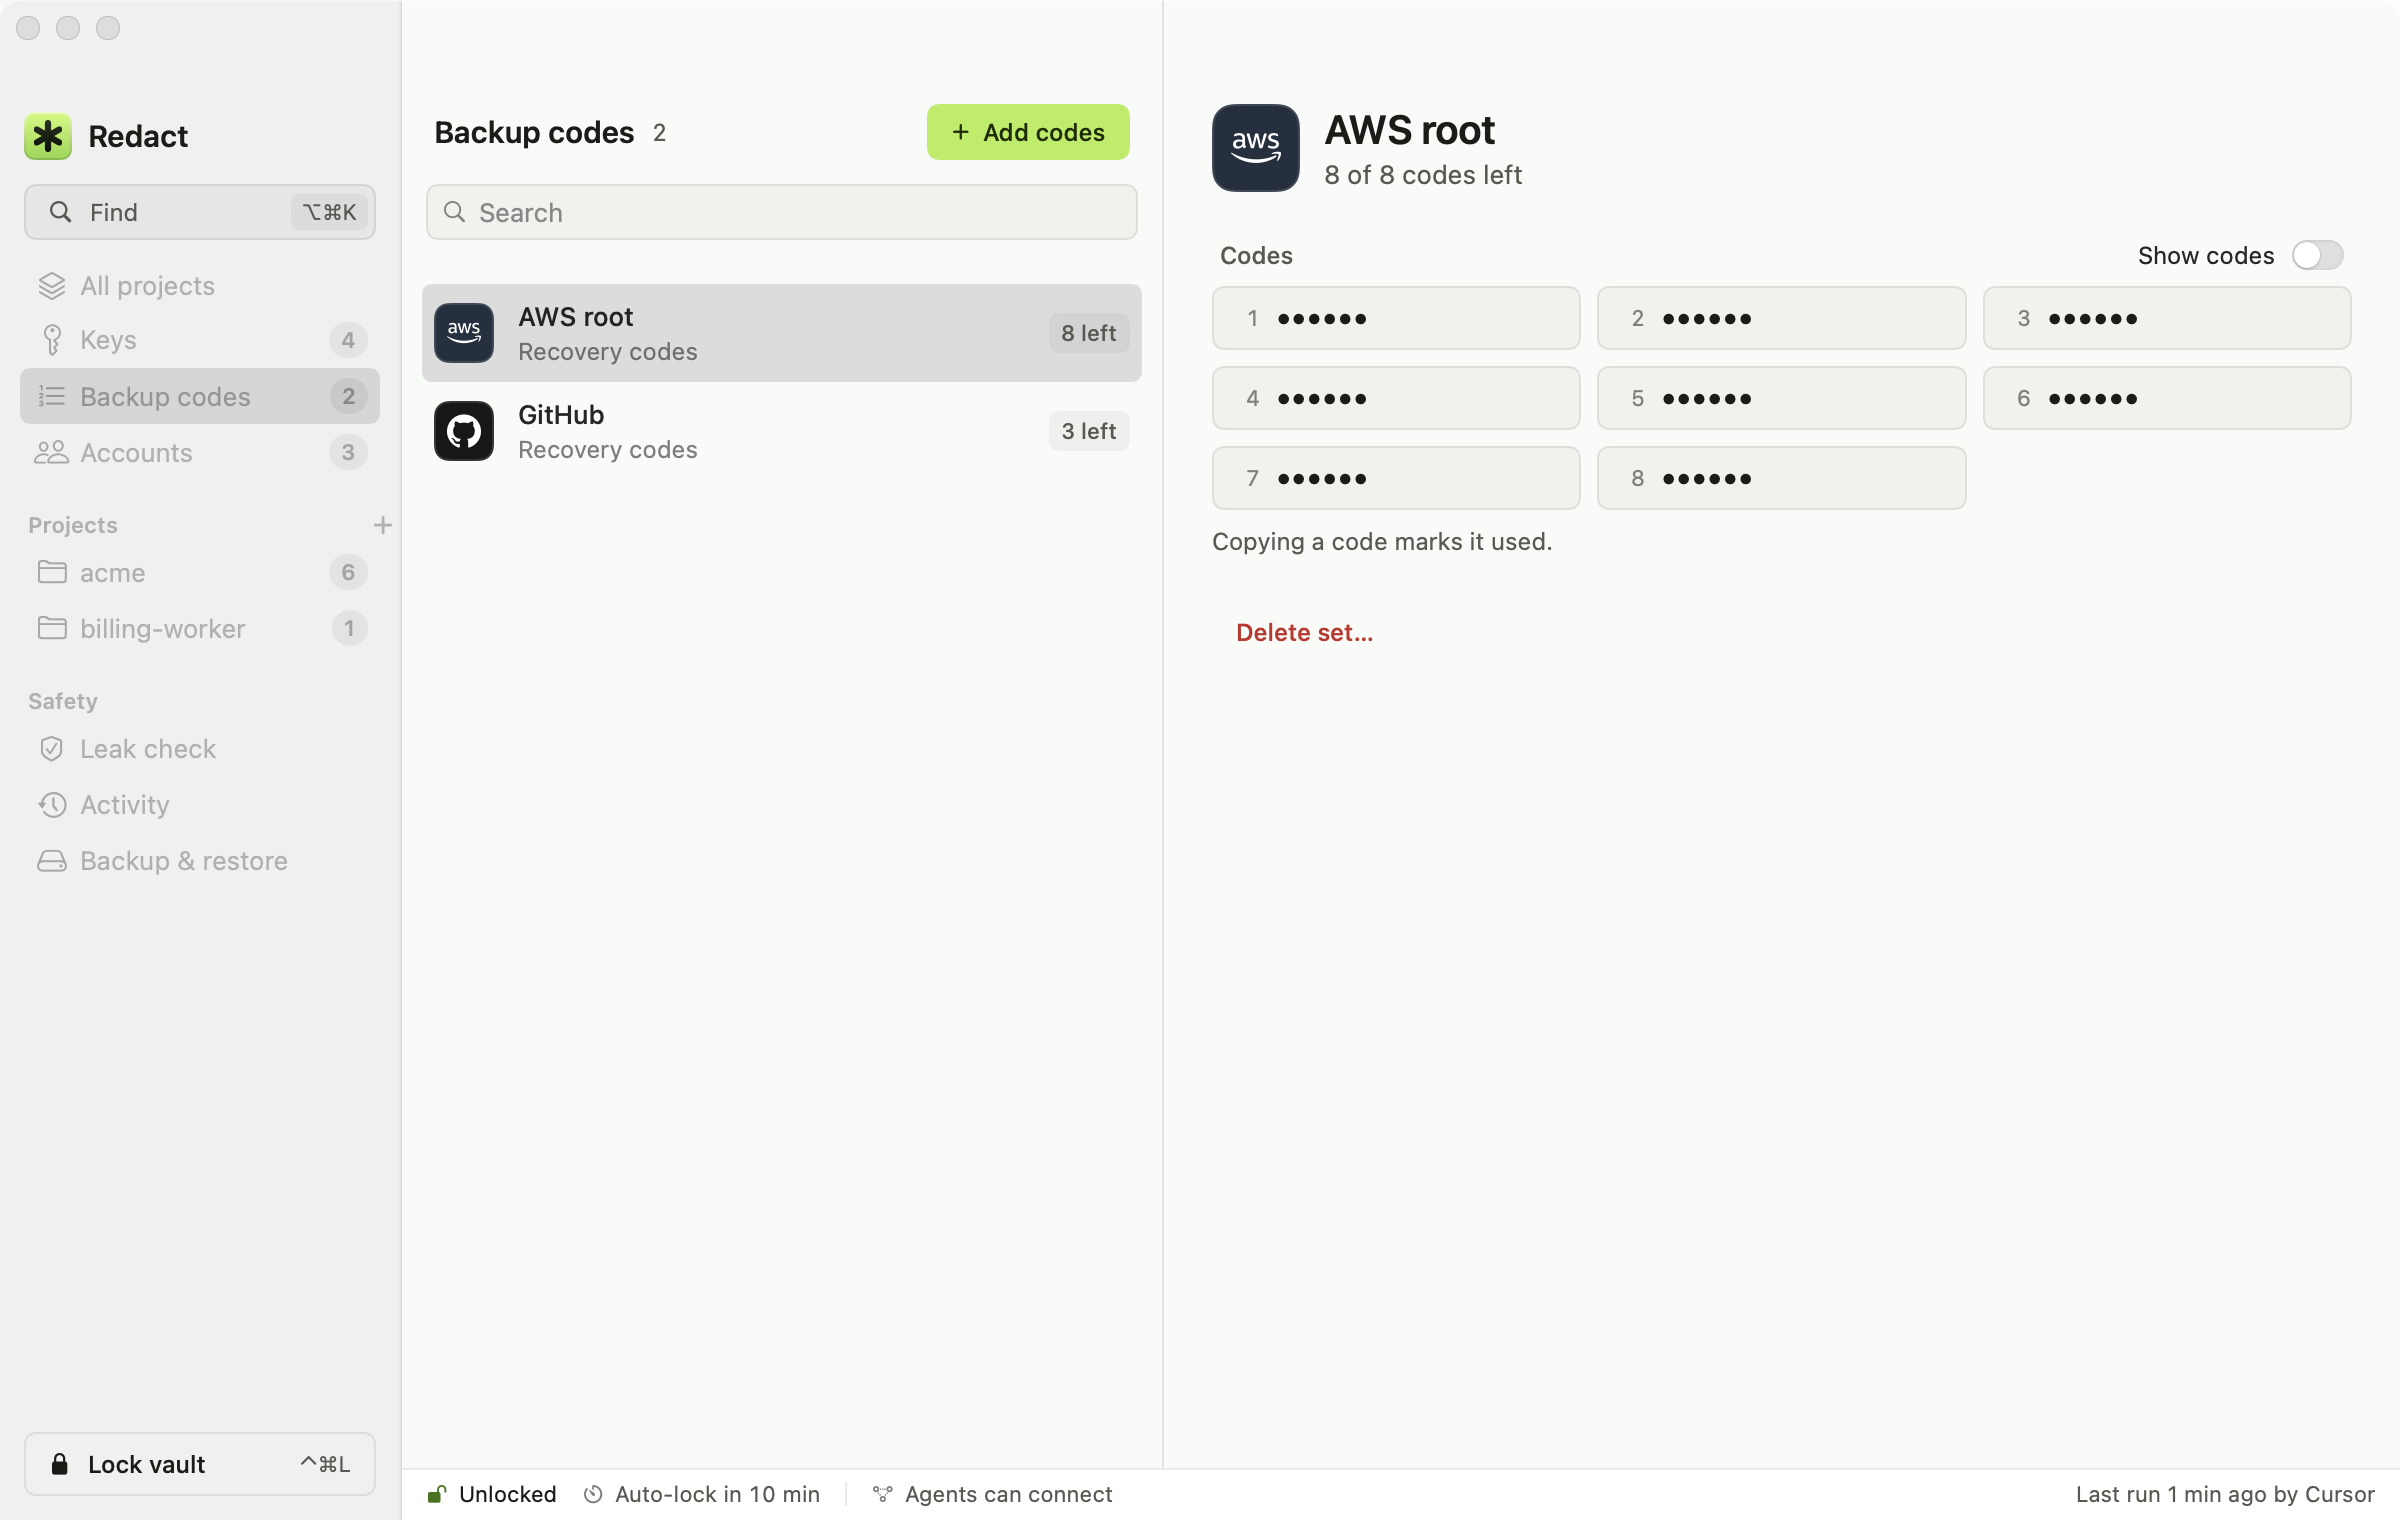 Redact
Find ⌥⌘K
All projects
Keys 4
Backup codes 2
Accounts 3
Projects +
acme 6
billing-worker 1
Safety
Leak check
Activity
Backup & restore
Lock vault ^⌘L
Backup codes 2
+ Add codes
Search
aws
AWS root
Recovery codes
8 left
GitHub
Recovery codes
3 left
aws
AWS root
8 of 8 codes left
Codes
Show codes
1 ••••••
2 ••••••
3 ••••••
4 ••••••
5 ••••••
6 ••••••
7 ••••••
8 ••••••
Copying a code marks it used.
Delete set...
Unlocked
Auto-lock in 10 min
Agents can connect
Last run 1 min ago by Cursor